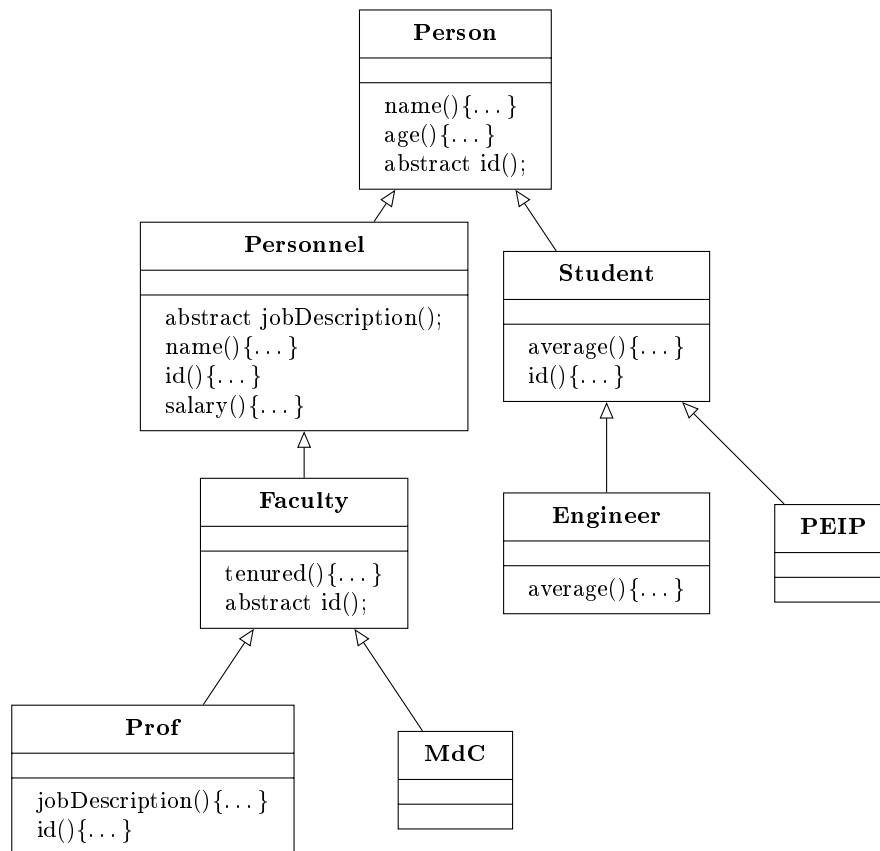 Person
name(){...}
age(){...}
abstract id();
Personnel
abstract jobDescription();
name(){...}
id(){...}
salary(){...}
Student
average(){...}
id(){...}
Faculty
tenured(){...}
abstract id();
Engineer
average(){...}
PEIP
Prof
jobDescription(){...}
id(){...}
MdC